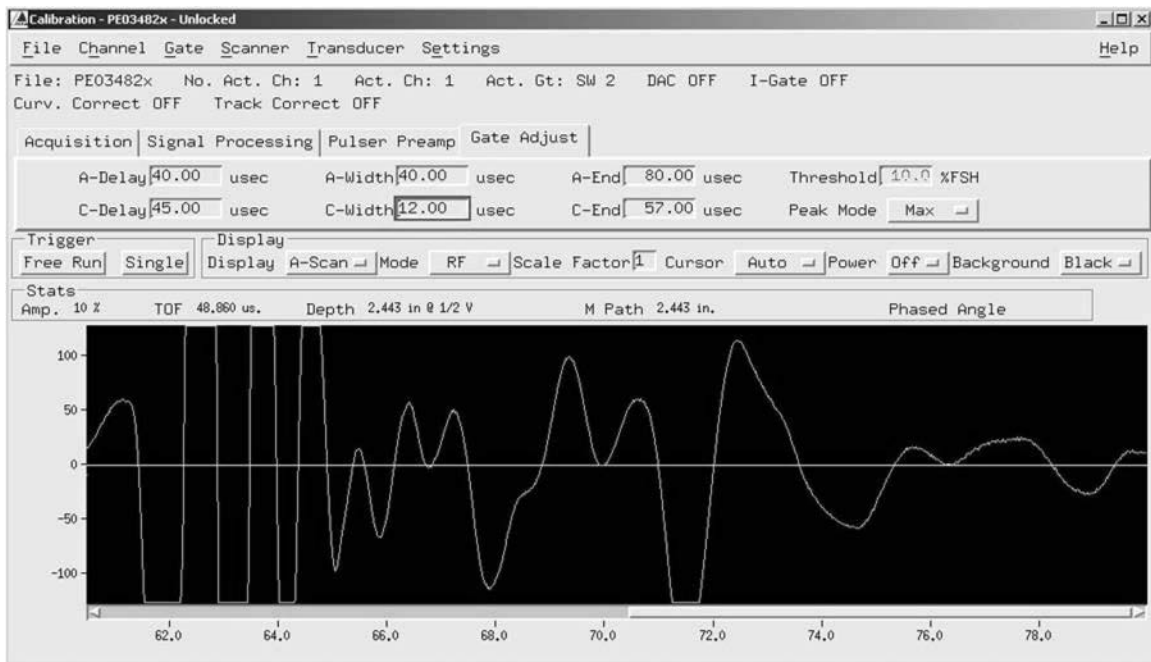 Calibration - PE03482x - Unlocked
File Channel Gate Scanner Transducer Settings Help
File: PE03482x No. Act. Ch: 1 Act. Ch: 1 Act. Gt: SW 2 DAC OFF I-Gate OFF
Curv. Correct OFF Track Correct OFF
Acquisition Signal Processing Pulser Preamp Gate Adjust
A-Delay 40.00 usec A-Width 40.00 usec A-End 80.00 usec Threshold 10.0 %FSH
C-Delay 45.00 usec C-Width 12.00 usec C-End 57.00 usec Peak Mode Max
Trigger Display
Free Run Single Display A-Scan Mode RF Scale Factor 1 Cursor Auto Power Off Background Black
Stats
Amp. 10 % TOF 48.860 us. Depth 2.443 in @ 1/2 V M Path 2.443 in. Phased Angle
100
50
0
-50
-100
62.0 64.0 66.0 68.0 70.0 72.0 74.0 76.0 78.0